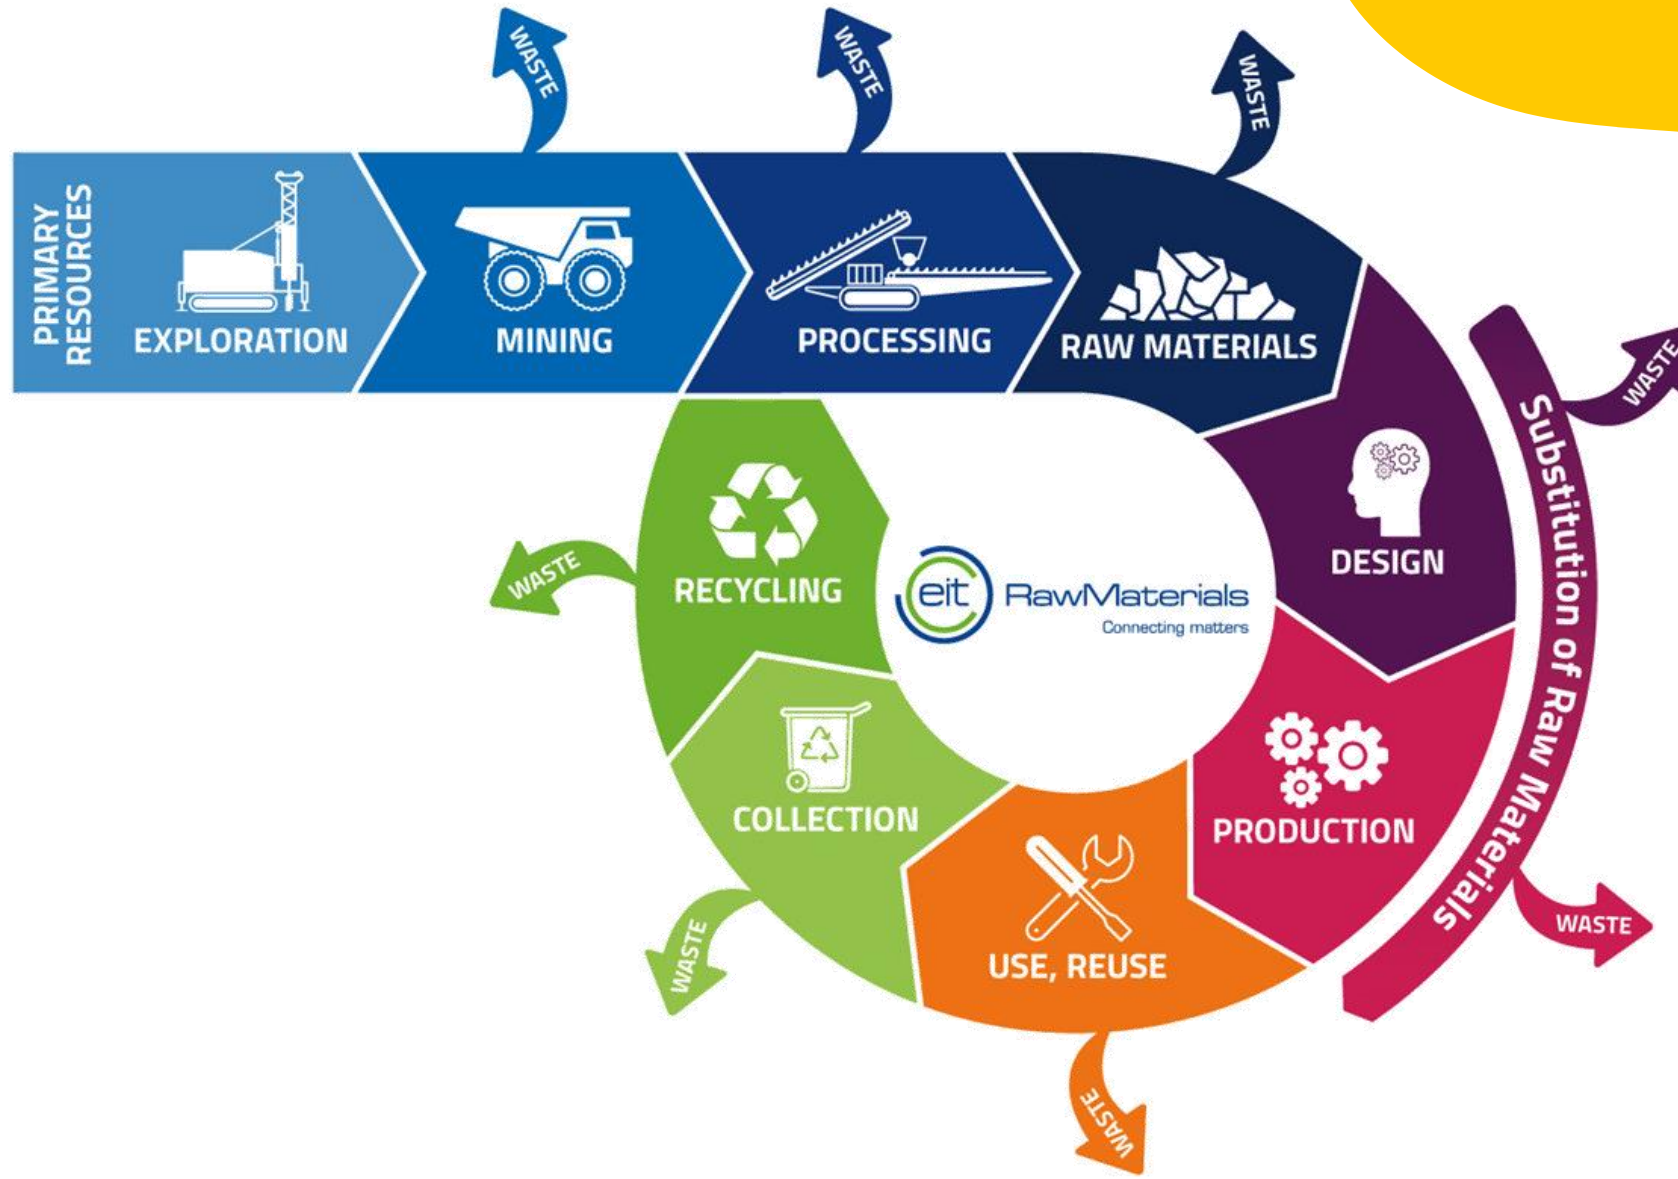 WASTE
WASTE
WASTE
PRIMARY
RESOURCES
EXPLORATION
MINING
PROCESSING
RAW MATERIALS
WASTE
Substitution of Raw Materials
DESIGN
RECYCLING
WASTE
eit RawMaterials
Connecting matters
COLLECTION
PRODUCTION
WASTE
WASTE
USE, REUSE
WASTE